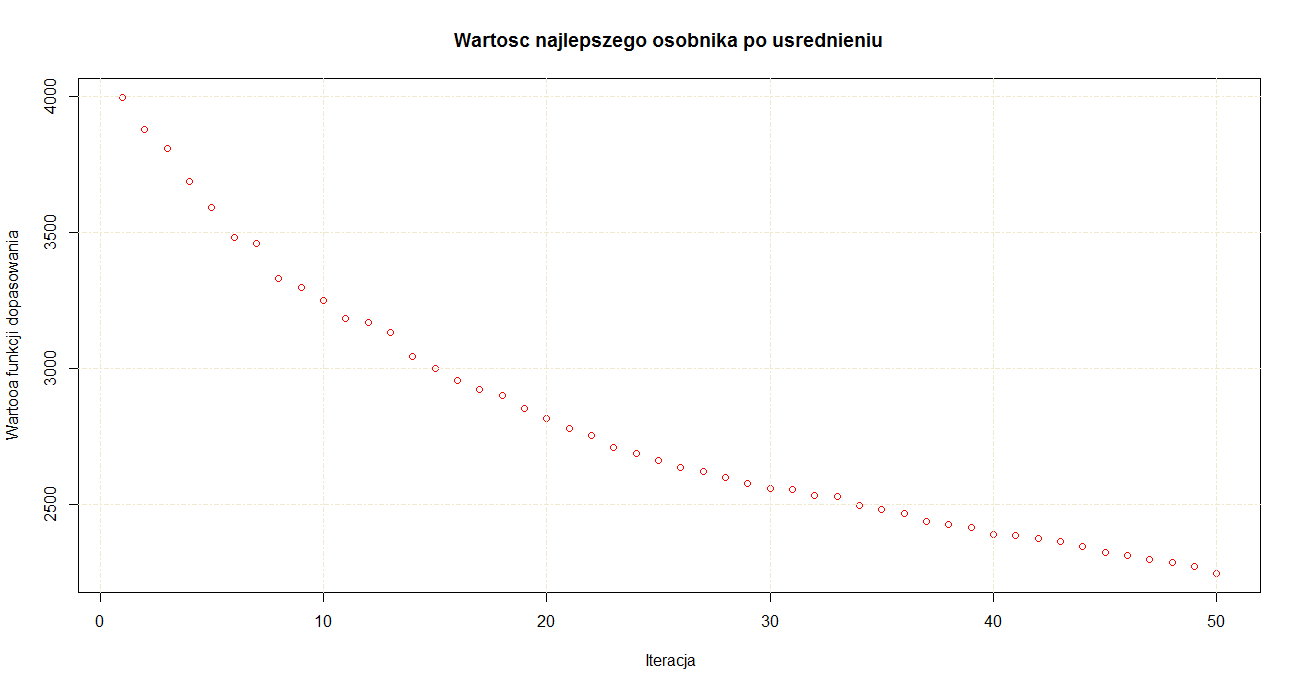 Wartosc najlepszego osobnika po usrednieniu
Wartooa funkcji dopasowania
4000
3500
3000
2500
0 10 20 30 40 50
Iteracja